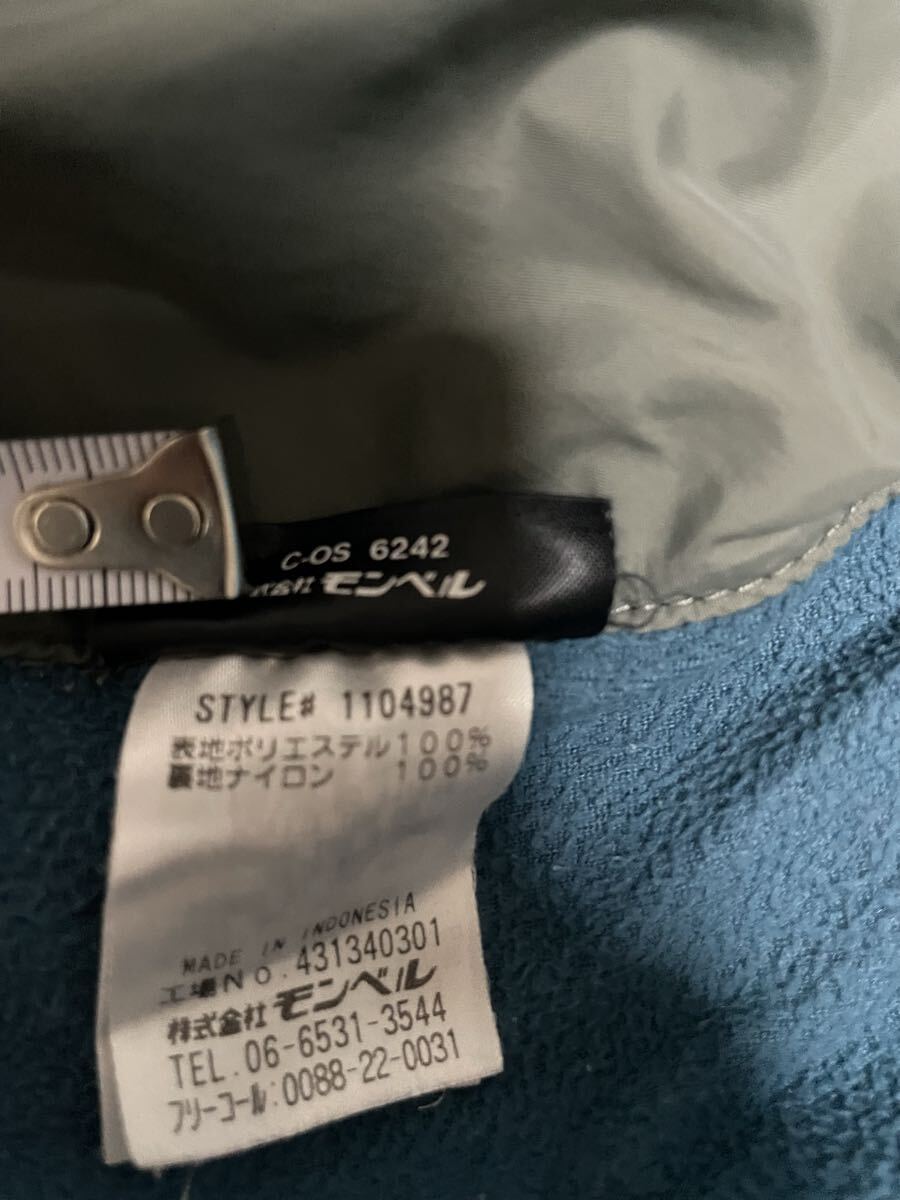 C-OS 6242
式会社 モンベル
STYLE# 1104987
表地ポリエステル100%
裏地ナイロン 100%
MADE IN INDONESIA
工場NO.431340301
株式会社 モンベル
TEL.06-6531-3544
フリーコール:0088-22-0031